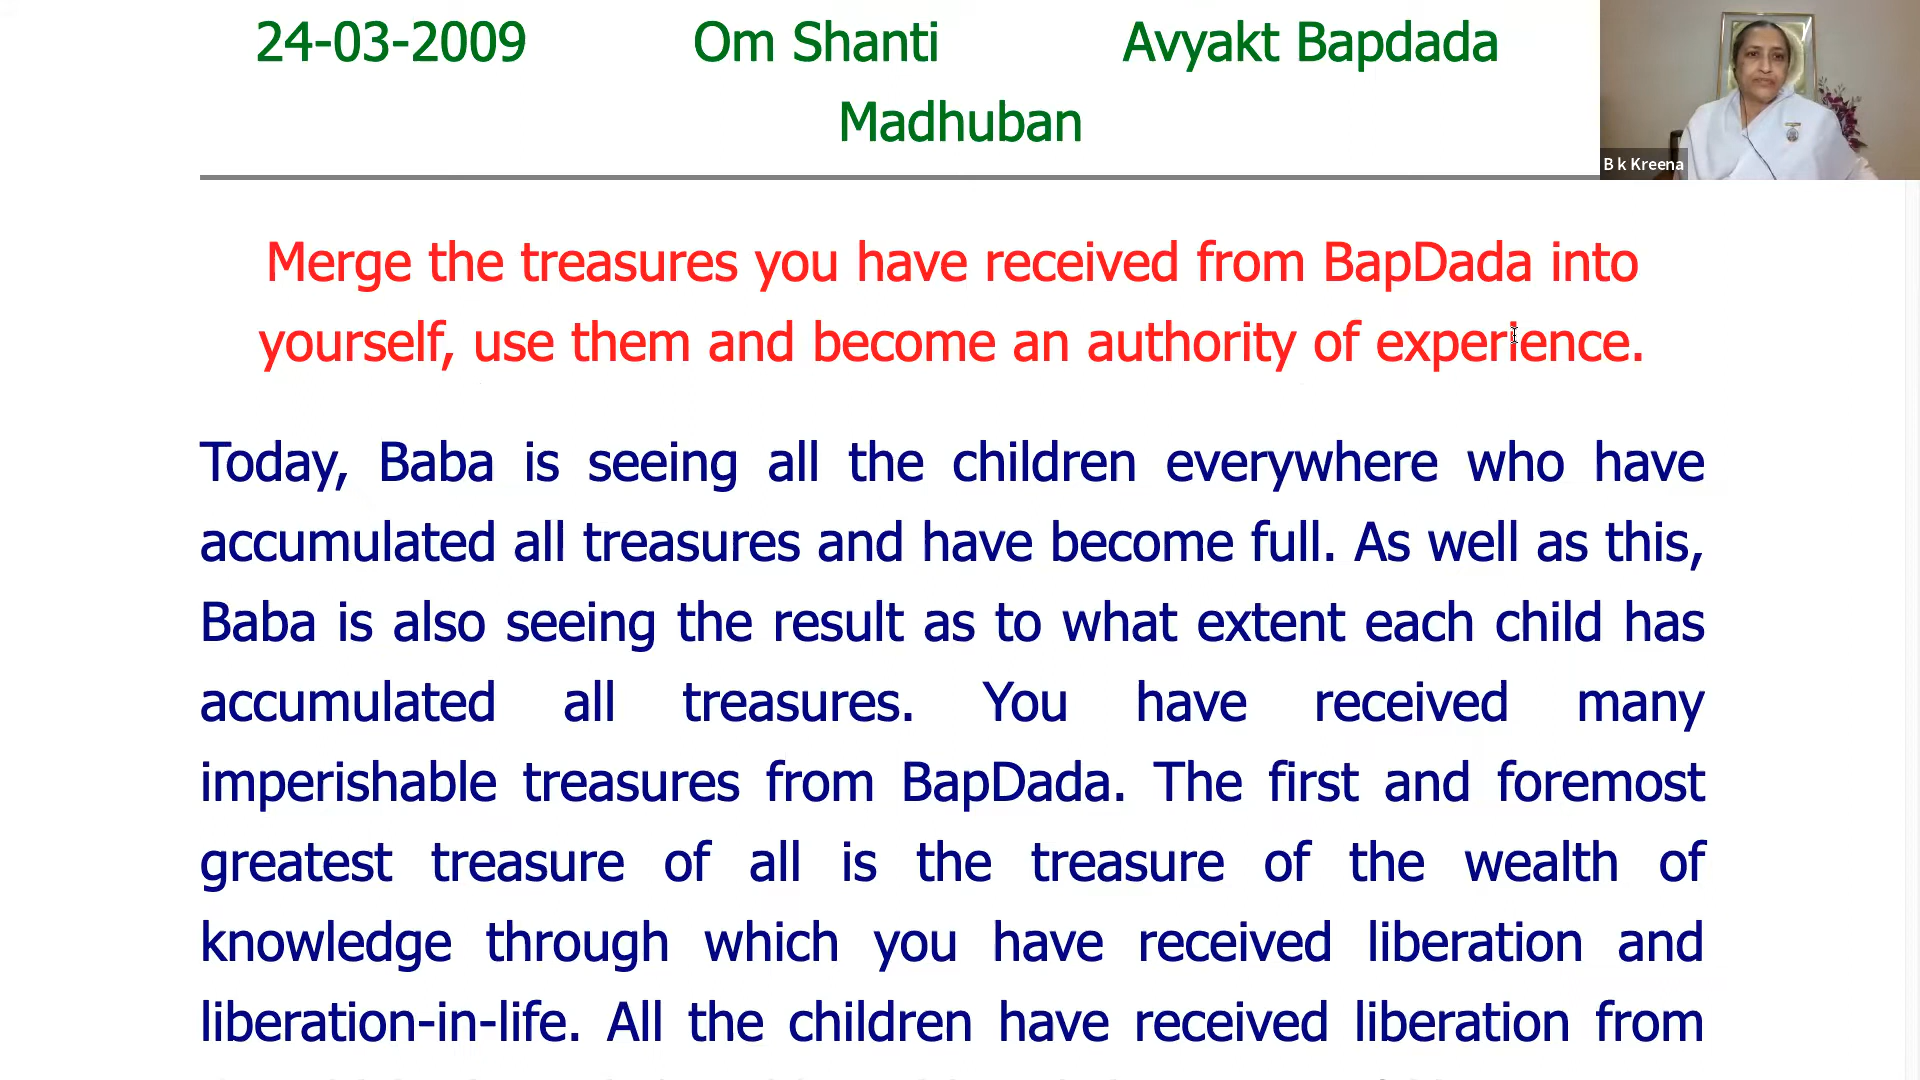 24-03-2009 Om Shanti Avyakt Bapdada
Madhuban
B k Kreena
Merge the treasures you have received from BapDada into
yourself, use them and become an authority of experience.
Today, Baba is seeing all the children everywhere who have
accumulated all treasures and have become full. As well as this,
Baba is also seeing the result as to what extent each child has
accumulated all treasures. You have received many
imperishable treasures from BapDada. The first and foremost
greatest treasure of all is the treasure of the wealth of
knowledge through which you have received liberation and
liberation-in-life. All the children have received liberation from